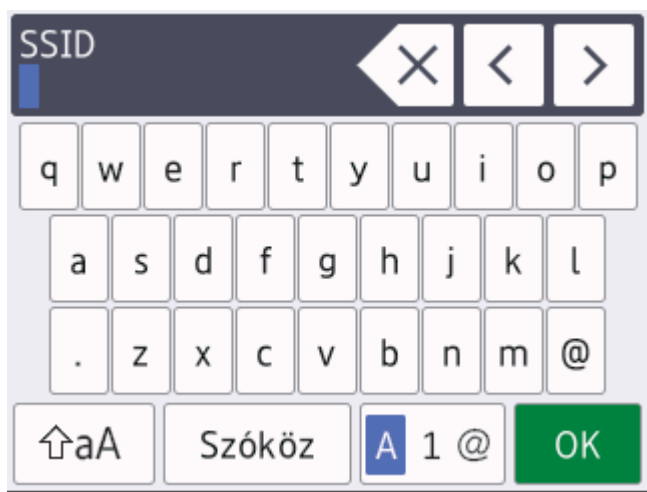 SSID
q w e r t y u i o p
a s d f g h j k l
. z x c v b n m @
aA Szóköz A 1 @ OK